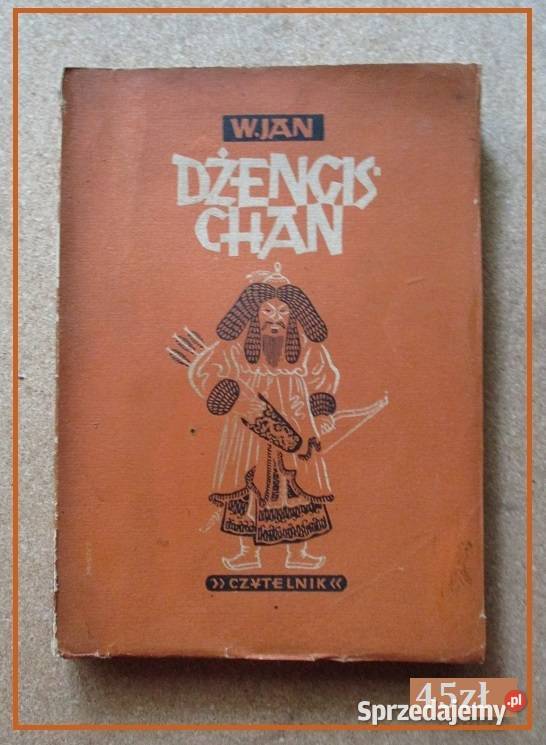 W. JAN
DŻENGIS-
CHAN
» CZYTELNIK «
45zł
Sprzedajemy.pl